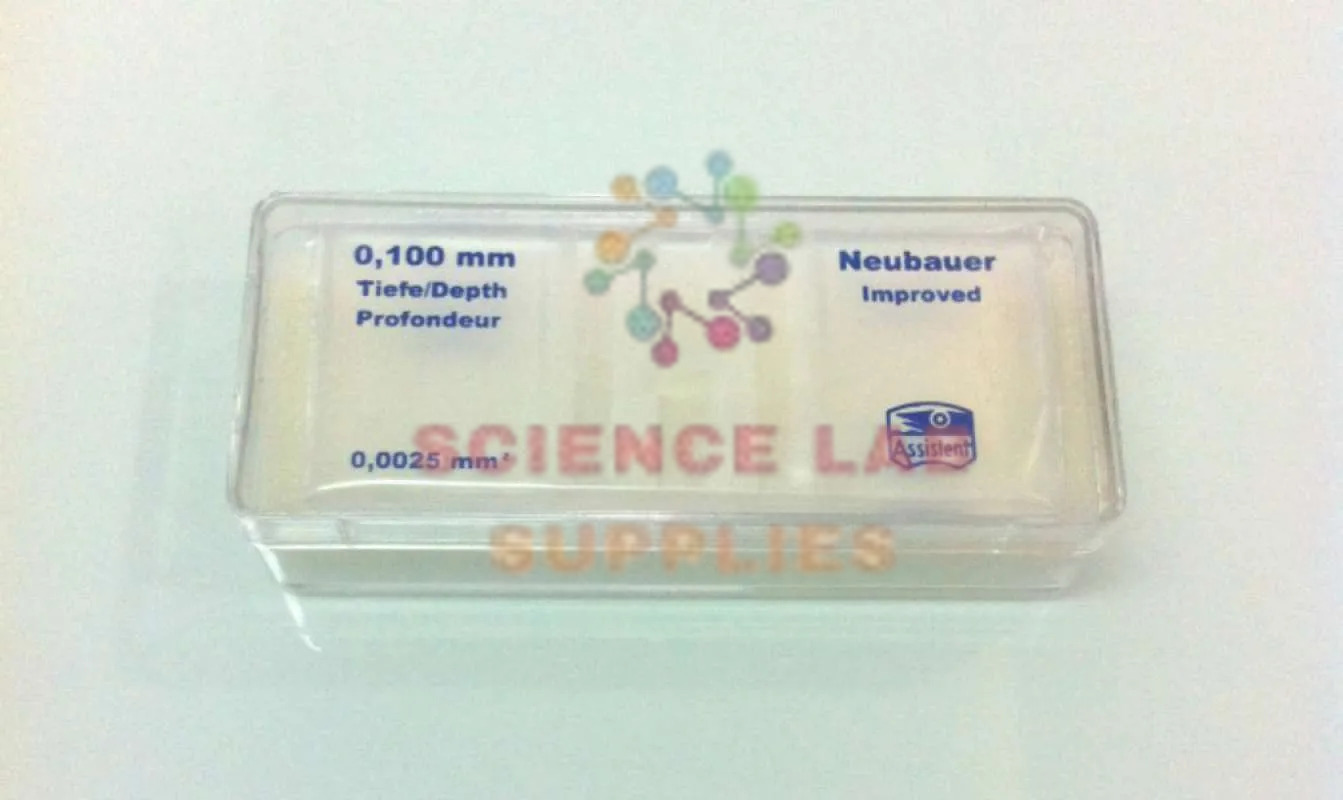 0,100 mm
Tiefe/Depth
Profondeur
Neubauer
Improved
0,0025 mm²
Assistent
SCIENCE LAB
SUPPLIES